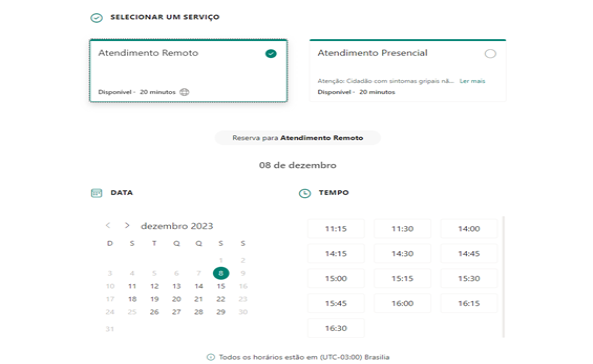 SELECIONAR UM SERVIÇO
Atendimento Remoto
Atendimento Presencial
Atenção: Cidadão com sintomas gripais nã... Ler mais
Disponível - 20 minutos
Disponível - 20 minutos
Reserva para Atendimento Remoto
08 de dezembro
DATA
TEMPO
< > dezembro 2023
D S T Q Q S S
1 2
3 4 5 6 7 8 9
10 11 12 13 14 15 16
17 18 19 20 21 22 23
24 25 26 27 28 29 30
31
11:15 11:30 14:00
14:15 14:30 14:45
15:00 15:15 15:30
15:45 16:00 16:15
16:30
Todos os horários estão em (UTC-03:00) Brasilia